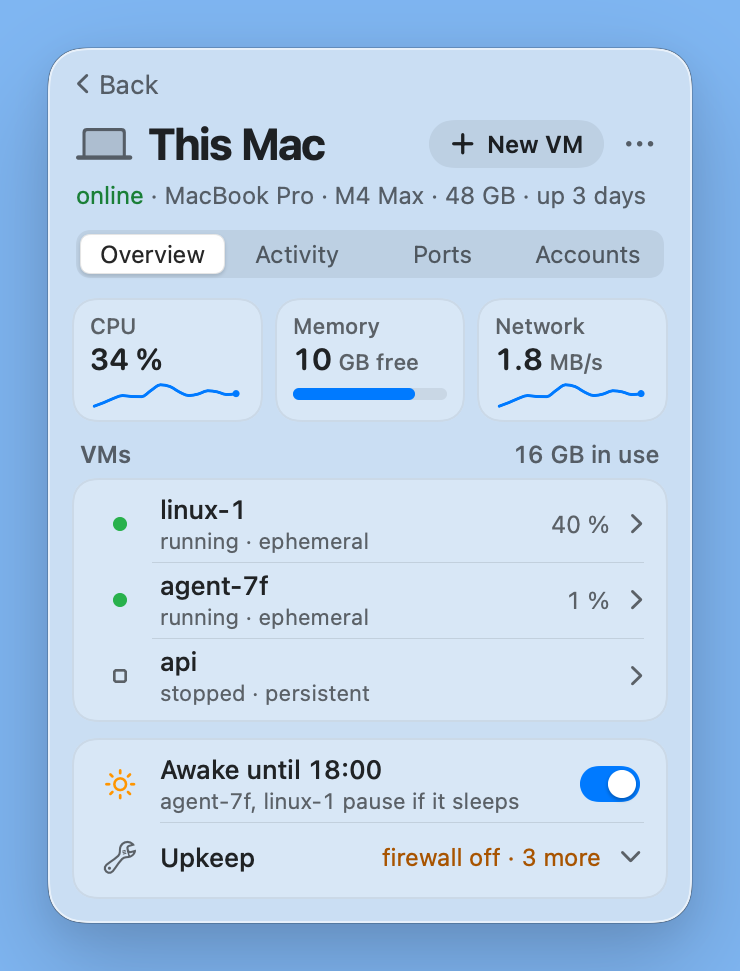 Back
This Mac
New VM
online · MacBook Pro · M4 Max · 48 GB · up 3 days
Overview Activity Ports Accounts
CPU Memory Network
34 % 10 GB free 1.8 MB/s
VMs 16 GB in use
linux-1
running · ephemeral
40 %
agent-7f
running · ephemeral
1 %
api
stopped · persistent
Awake until 18:00
agent-7f, linux-1 pause if it sleeps
Upkeep firewall off · 3 more